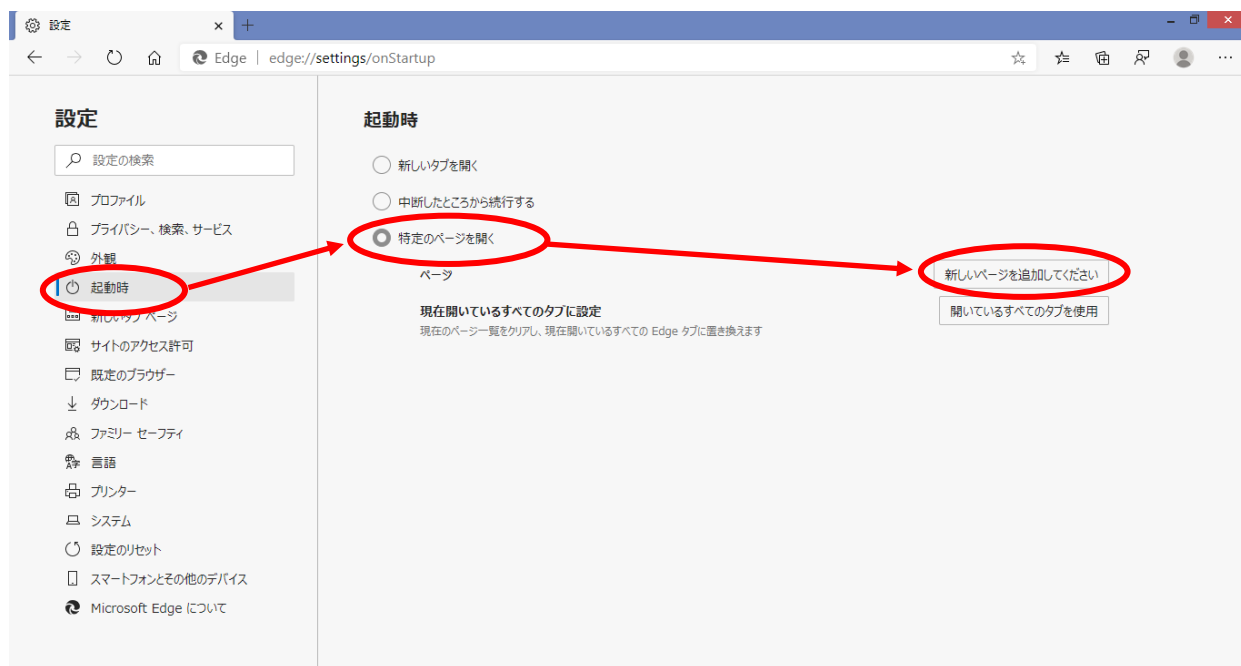 設定
Edge | edge://settings/onStartup
設定
設定の検索
プロファイル
プライバシー、検索、サービス
外観
起動時
新しいタブ ページ
サイトのアクセス許可
既定のブラウザー
ダウンロード
ファミリー セーフティ
言語
プリンター
システム
設定のリセット
スマートフォンとその他のデバイス
Microsoft Edge について
起動時
新しいタブを開く
中断したところから続行する
特定のページを開く
ページ
新しいページを追加してください
現在開いているすべてのタブに設定
現在のページ一覧をクリアし、現在開いているすべての Edge タブに置き換えます
開いているすべてのタブを使用